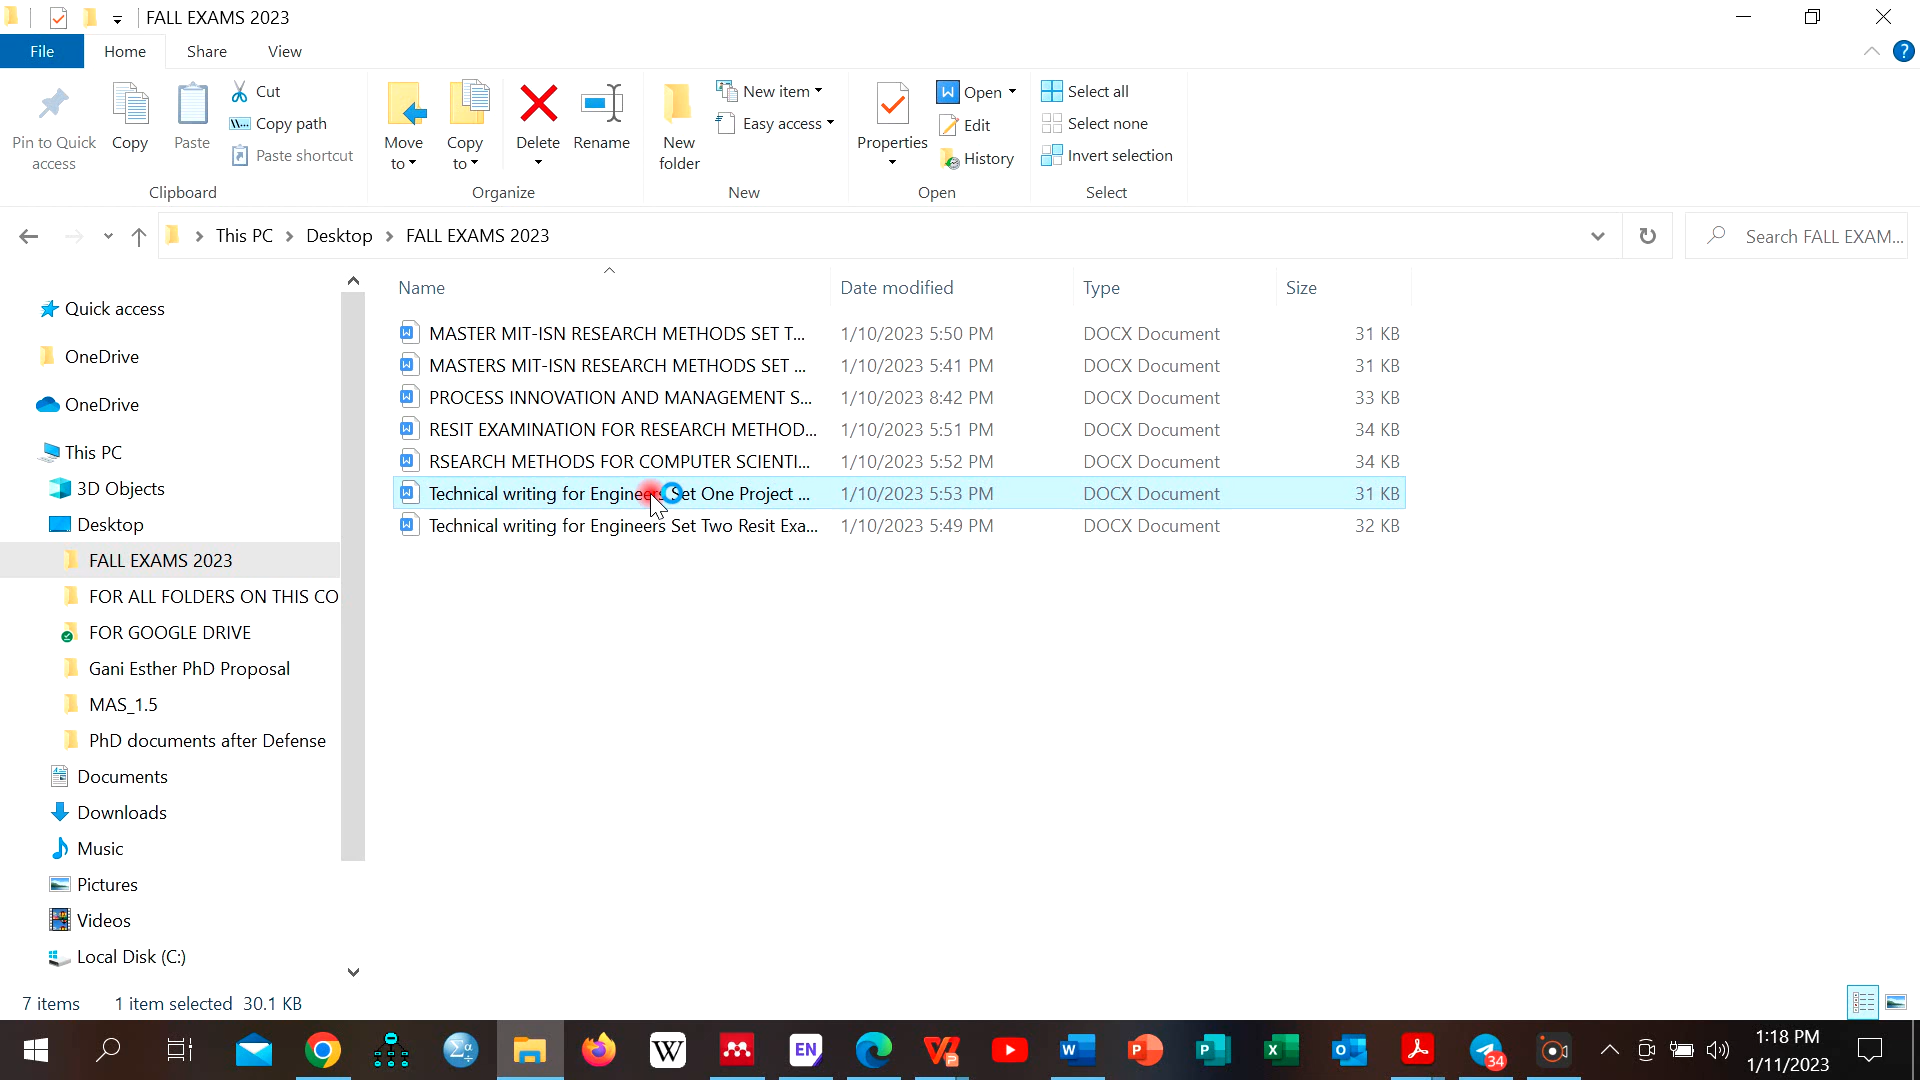 FALL EXAMS 2023
File Home Share View
Pin to Quick access
Copy
Paste
Cut
Copy path
Paste shortcut
Clipboard
Move to
Copy to
Delete
Rename
Organize
New folder
New item
Easy access
New
Properties
Open
Edit
History
Open
Select all
Select none
Invert selection
Select
This PC > Desktop > FALL EXAMS 2023
Search FALL EXAM...
Name Date modified Type Size
MASTER MIT-ISN RESEARCH METHODS SET T... 1/10/2023 5:50 PM DOCX Document 31 KB
MASTERS MIT-ISN RESEARCH METHODS SET ... 1/10/2023 5:41 PM DOCX Document 31 KB
PROCESS INNOVATION AND MANAGEMENT S... 1/10/2023 8:42 PM DOCX Document 33 KB
RESIT EXAMINATION FOR RESEARCH METHOD... 1/10/2023 5:51 PM DOCX Document 34 KB
RSEARCH METHODS FOR COMPUTER SCIENTI... 1/10/2023 5:52 PM DOCX Document 34 KB
Technical writing for Engineers Set One Project ... 1/10/2023 5:53 PM DOCX Document 31 KB
Technical writing for Engineers Set Two Resit Exa... 1/10/2023 5:49 PM DOCX Document 32 KB
Quick access
OneDrive
OneDrive
This PC
3D Objects
Desktop
FALL EXAMS 2023
FOR ALL FOLDERS ON THIS CO
FOR GOOGLE DRIVE
Gani Esther PhD Proposal
MAS_1.5
PhD documents after Defense
Documents
Downloads
Music
Pictures
Videos
Local Disk (C:)
7 items 1 item selected 30.1 KB
EN
34
1:18 PM
1/11/2023